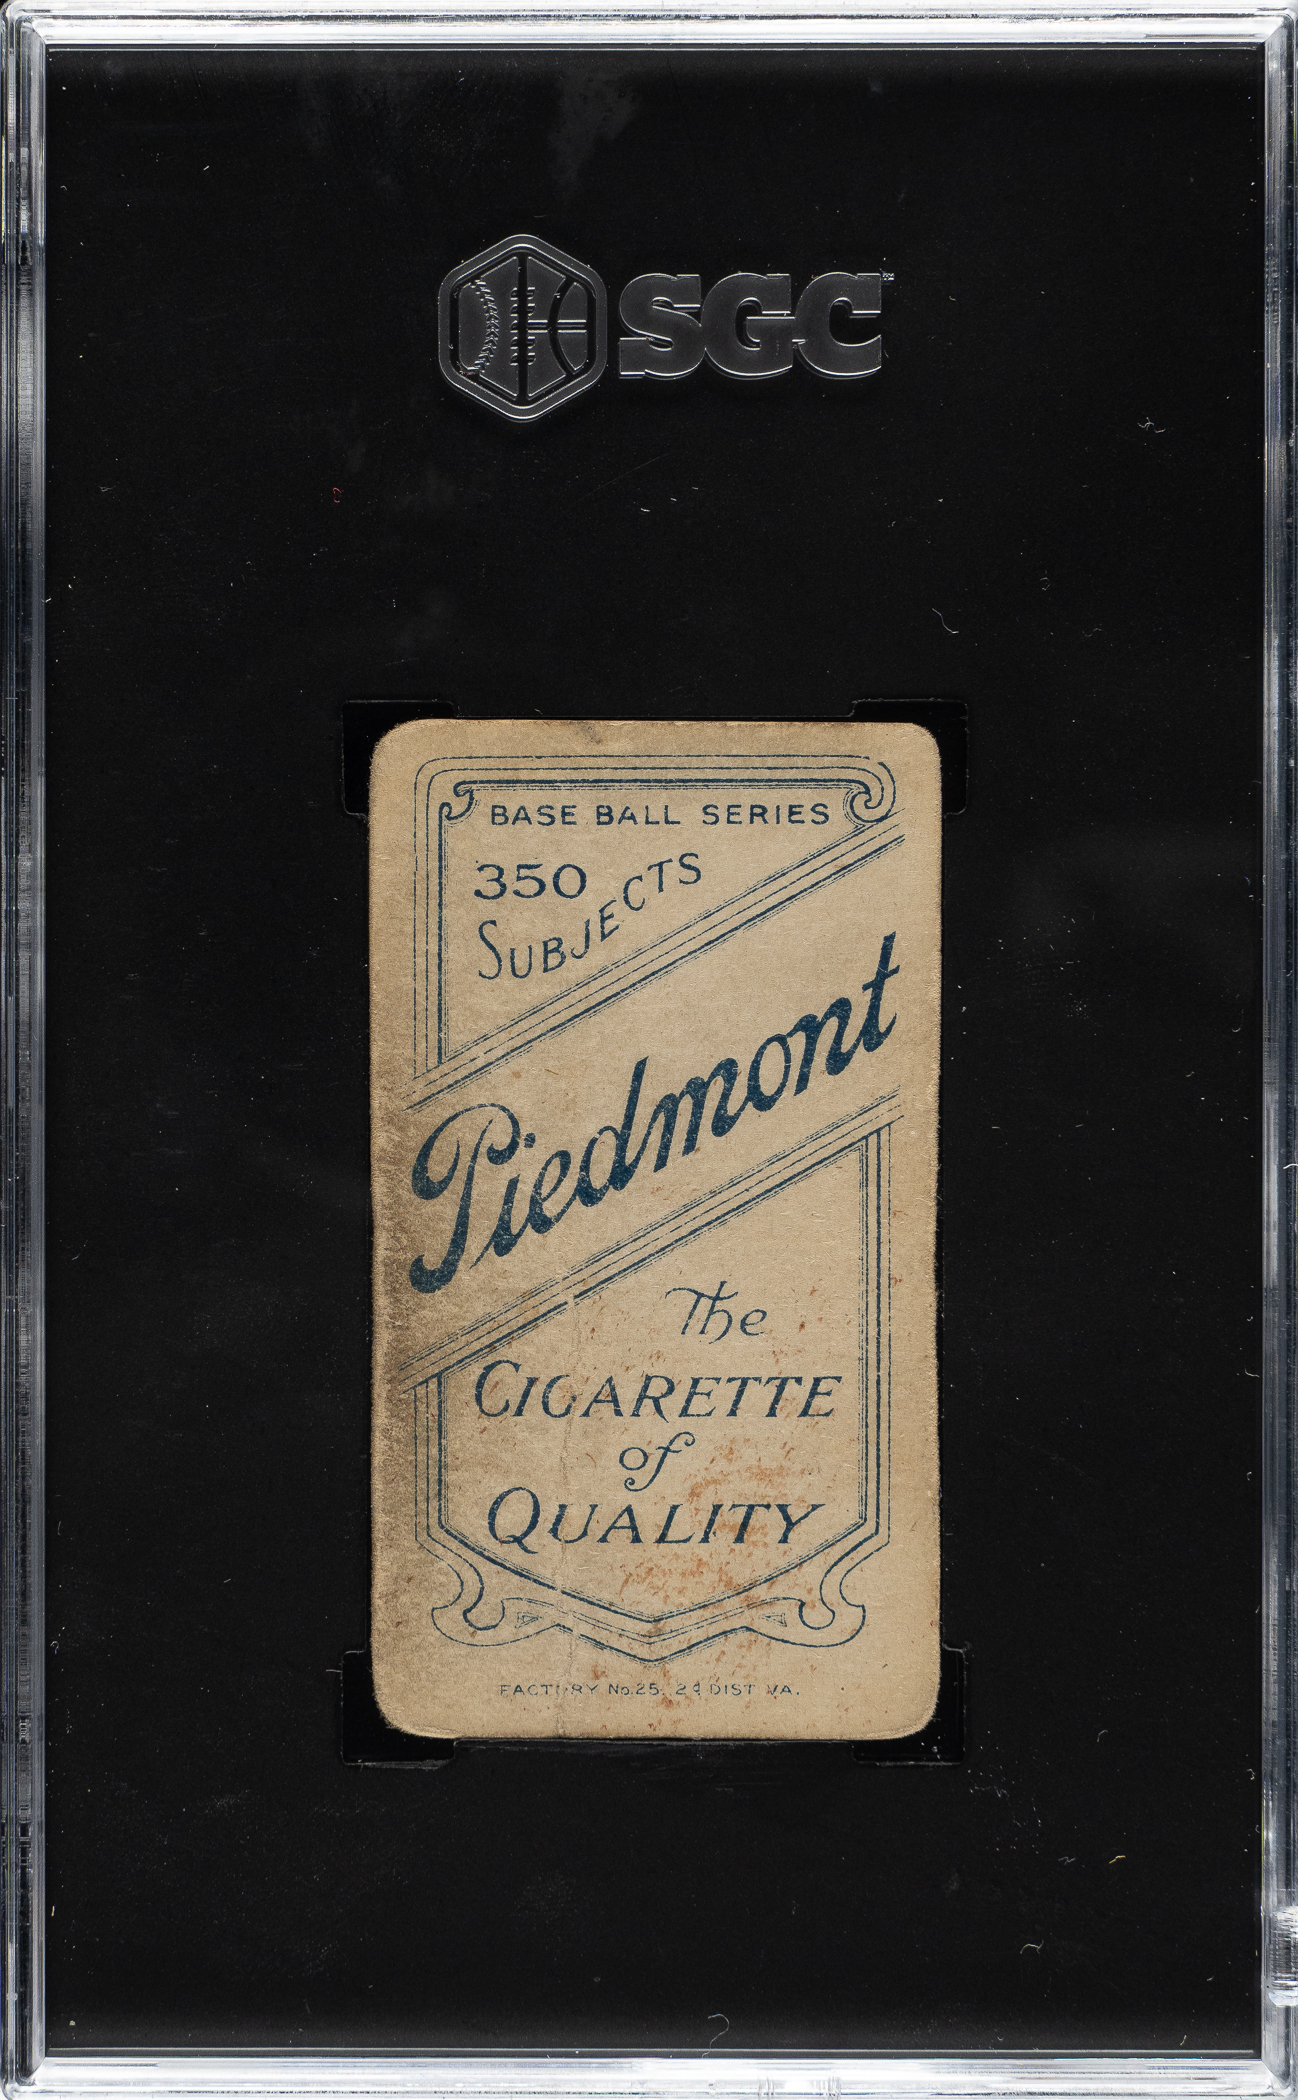 SGC
BASE BALL SERIES
350
SUBJECTS
Piedmont
The
CIGARETTE
of
QUALITY
FACTORY No. 25, 2d DIST VA.